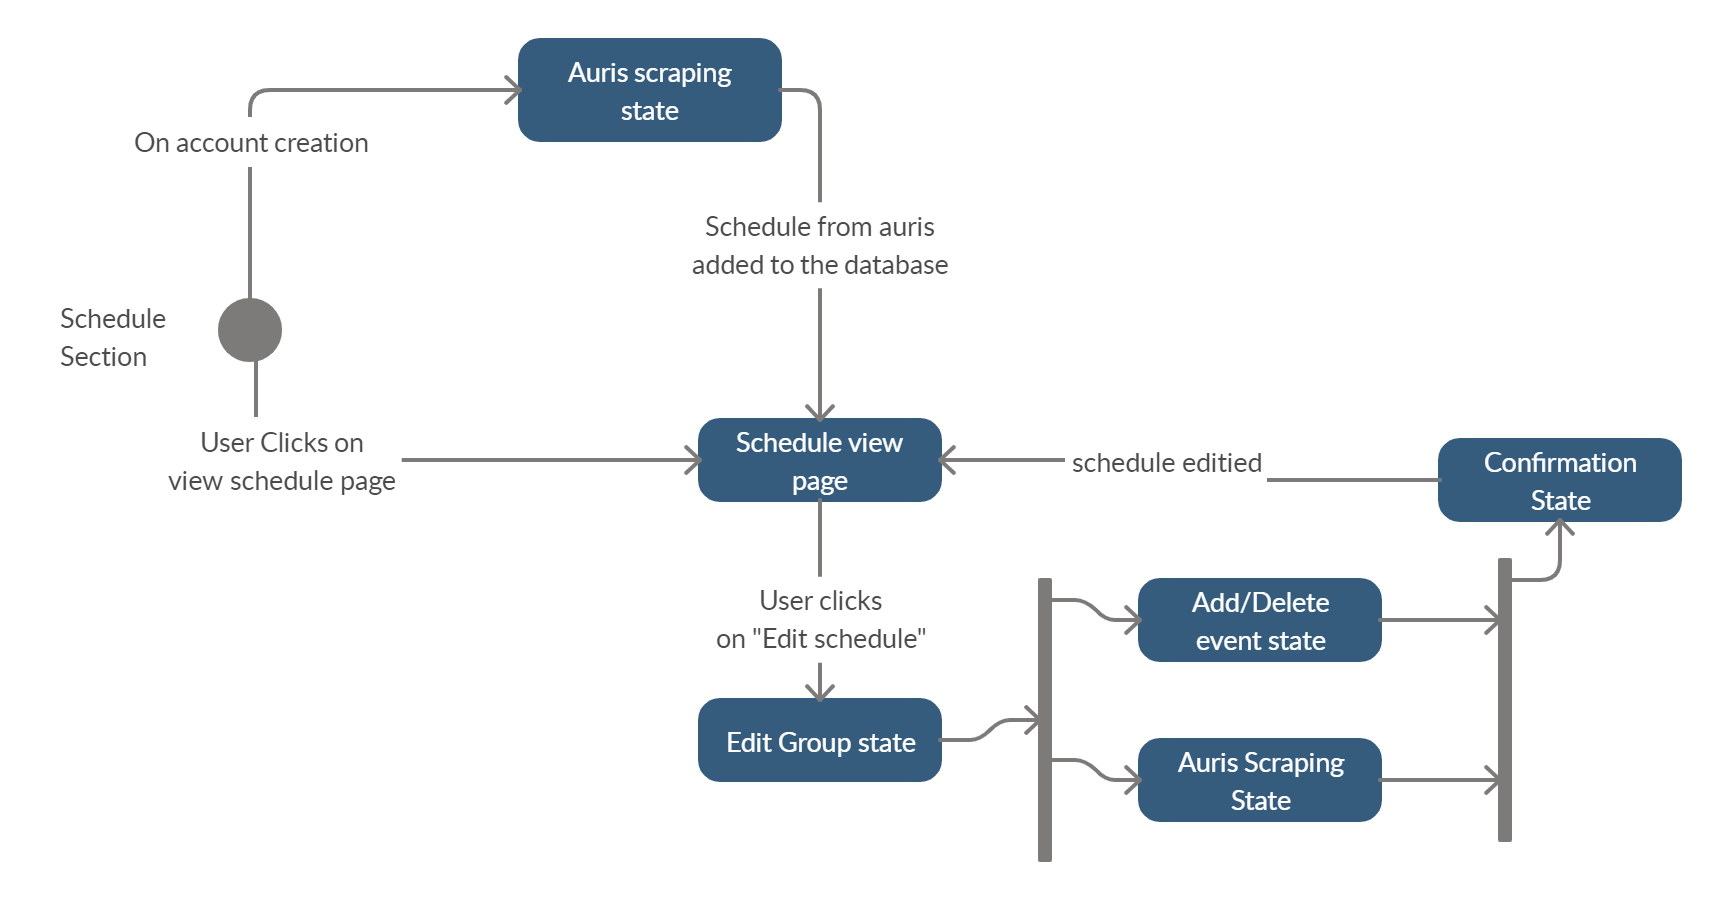 Auris scraping
state
On account creation
Schedule from auris
added to the database
Schedule
Section
User Clicks on
view schedule page
Schedule view
page
schedule editied
Confirmation
State
User clicks
on "Edit schedule"
Add/Delete
event state
Edit Group state
Auris Scraping
State